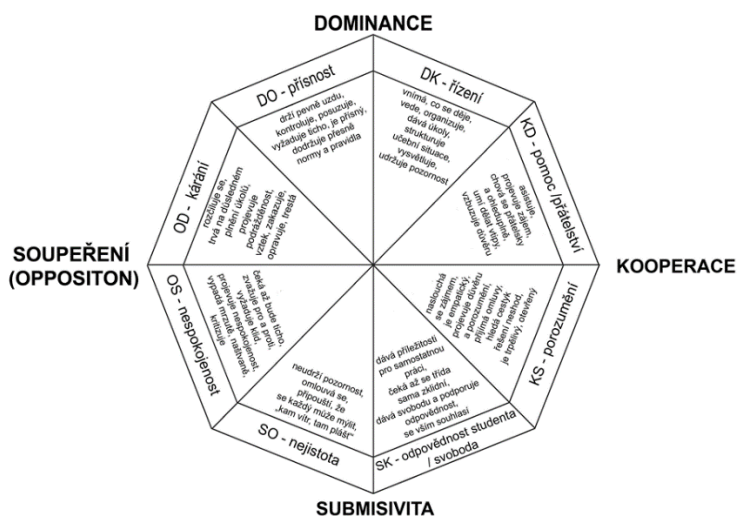 DOMINANCE
DK - řízení
vnímá, co se děje,
vede, organizuje,
dává úkoly,
strukturuje
učební situace,
vysvětluje,
udržuje pozornost
KD - pomoc /přátelství
asistuje,
projevuje zájem,
chová se přátelsky
a ohleduplně,
umí dělat vtipy,
vzbuzuje důvěru
KOOPERACE
KS - porozumění
naslouchá
se zájmem,
je empatický,
projevuje důvěru
a porozumění,
přijímá omluvy,
hledá cestyk
řešení neshod,
je trpělivý, otevřený
SK - odpovědnost studenta
/ svoboda
dává příležitosti
pro samostatnou
práci,
čeká až se třída
sama zklidní,
dává svobodu a podporuje
odpovědnost,
se vším souhlasí
SUBMISIVITA
SO - nejistota
neudrží pozornost,
omlouvá se,
připouští, že
se každý může mýlit,
„kam vítr, tam plášť“
OS - nespokojenost
čeká až bude ticho,
zvažuje pro a proti,
vyžaduje klid,
projevuje nespokojenost,
vypadá mrzutě, naštvaně,
kritizuje
SOUPEŘENÍ
(OPPOSITON)
OD - kárání
rozčiluje se,
trvá na důsledném
plnění úkolů,
projevuje
podrážděnost,
vztek, zakazuje,
opravuje, trestá
DO - přísnost
drží pevně uzdu,
kontroluje, posuzuje,
vyžaduje ticho, je přísný,
dodržuje přesně
normy a pravidla